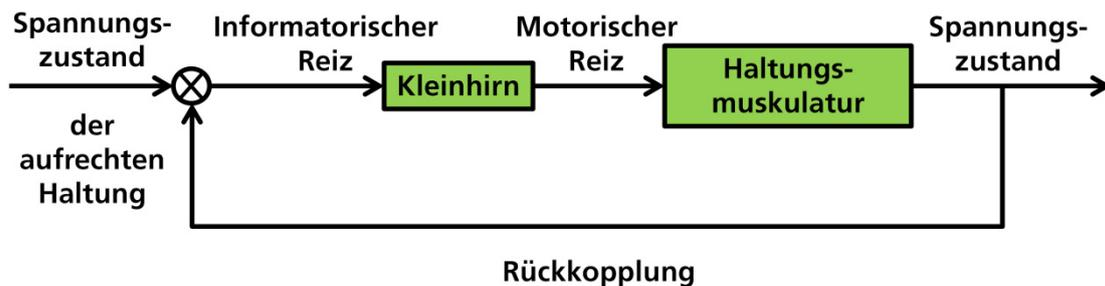 Spannungs-
zustand
der
aufrechten
Haltung
Informatorischer
Reiz
Kleinhirn
Motorischer
Reiz
Haltungs-
muskulatur
Spannungs-
zustand
Rückkopplung